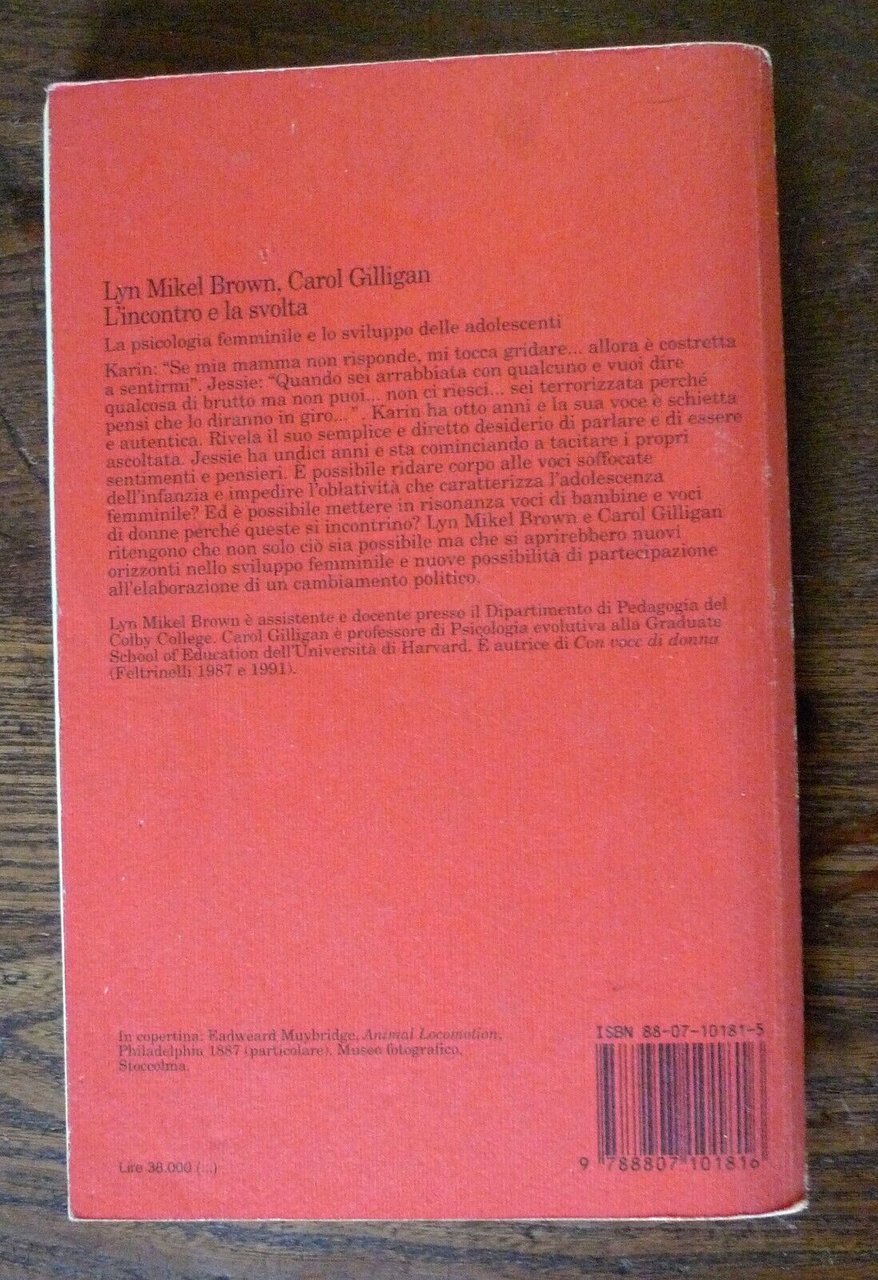 Lyn Mikel Brown, Carol Gilligan
L'incontro e la svolta
La psicologia femminile e lo sviluppo delle adolescenti
Karin: "Se mia mamma non risponde, mi tocca gridare... allora è costretta
a sentirmi". Jessie: "Quando sei arrabbiata con qualcuno e vuoi dire
qualcosa di brutto ma non puoi... non ci riesci... sei terrorizzata perché
pensi che lo diranno in giro...". Karin ha otto anni e la sua voce è schietta
e autentica. Rivela il suo semplice e diretto desiderio di parlare e di essere
ascoltata. Jessie ha undici anni e sta cominciando a tacitare i propri
sentimenti e pensieri. È possibile ridare corpo alle voci soffocate
dell'infanzia e impedire l'oblatività che caratterizza l'adolescenza
femminile? Ed è possibile mettere in risonanza voci di bambine e voci
di donne perché queste si incontrino? Lyn Mikel Brown e Carol Gilligan
ritengono che non solo ciò sia possibile ma che si aprirebbero nuovi
orizzonti nello sviluppo femminile e nuove possibilità di partecipazione
all'elaborazione di un cambiamento politico.
Lyn Mikel Brown è assistente e docente presso il Dipartimento di Pedagogia del
Colby College. Carol Gilligan è professore di Psicologia evolutiva alla Graduate
School of Education dell'Università di Harvard. È autrice di Con voce di donna
(Feltrinelli 1987 e 1991).
In copertina: Eadweard Muybridge, Animal Locomotion,
Philadelphia 1887 (particolare). Museo fotografico,
Stoccolma.
ISBN 88-07-10181-5
9 788807 101816
Lire 38.000 (...)